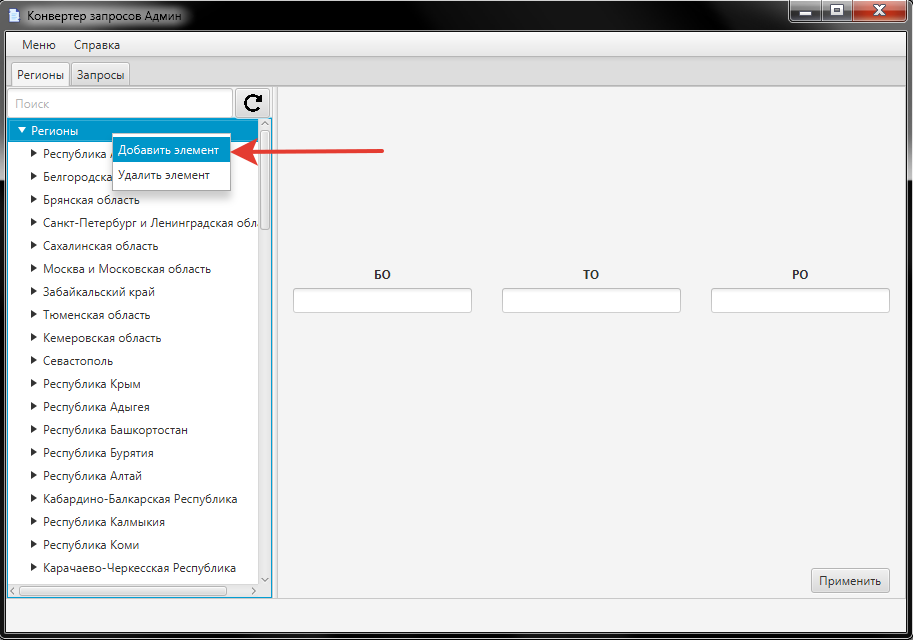 Конвертер запросов Админ
Меню Справка
Регионы Запросы
Поиск
Регионы
Республика
Добавить элемент
Белгородска
Удалить элемент
Брянская область
Санкт-Петербург и Ленинградская обл
Сахалинская область
Москва и Московская область
Забайкальский край
Тюменская область
Кемеровская область
Севастополь
Республика Крым
Республика Адыгея
Республика Башкортостан
Республика Бурятия
Республика Алтай
Кабардино-Балкарская Республика
Республика Калмыкия
Республика Коми
Карачаево-Черкесская Республика
БО ТО РО
Применить